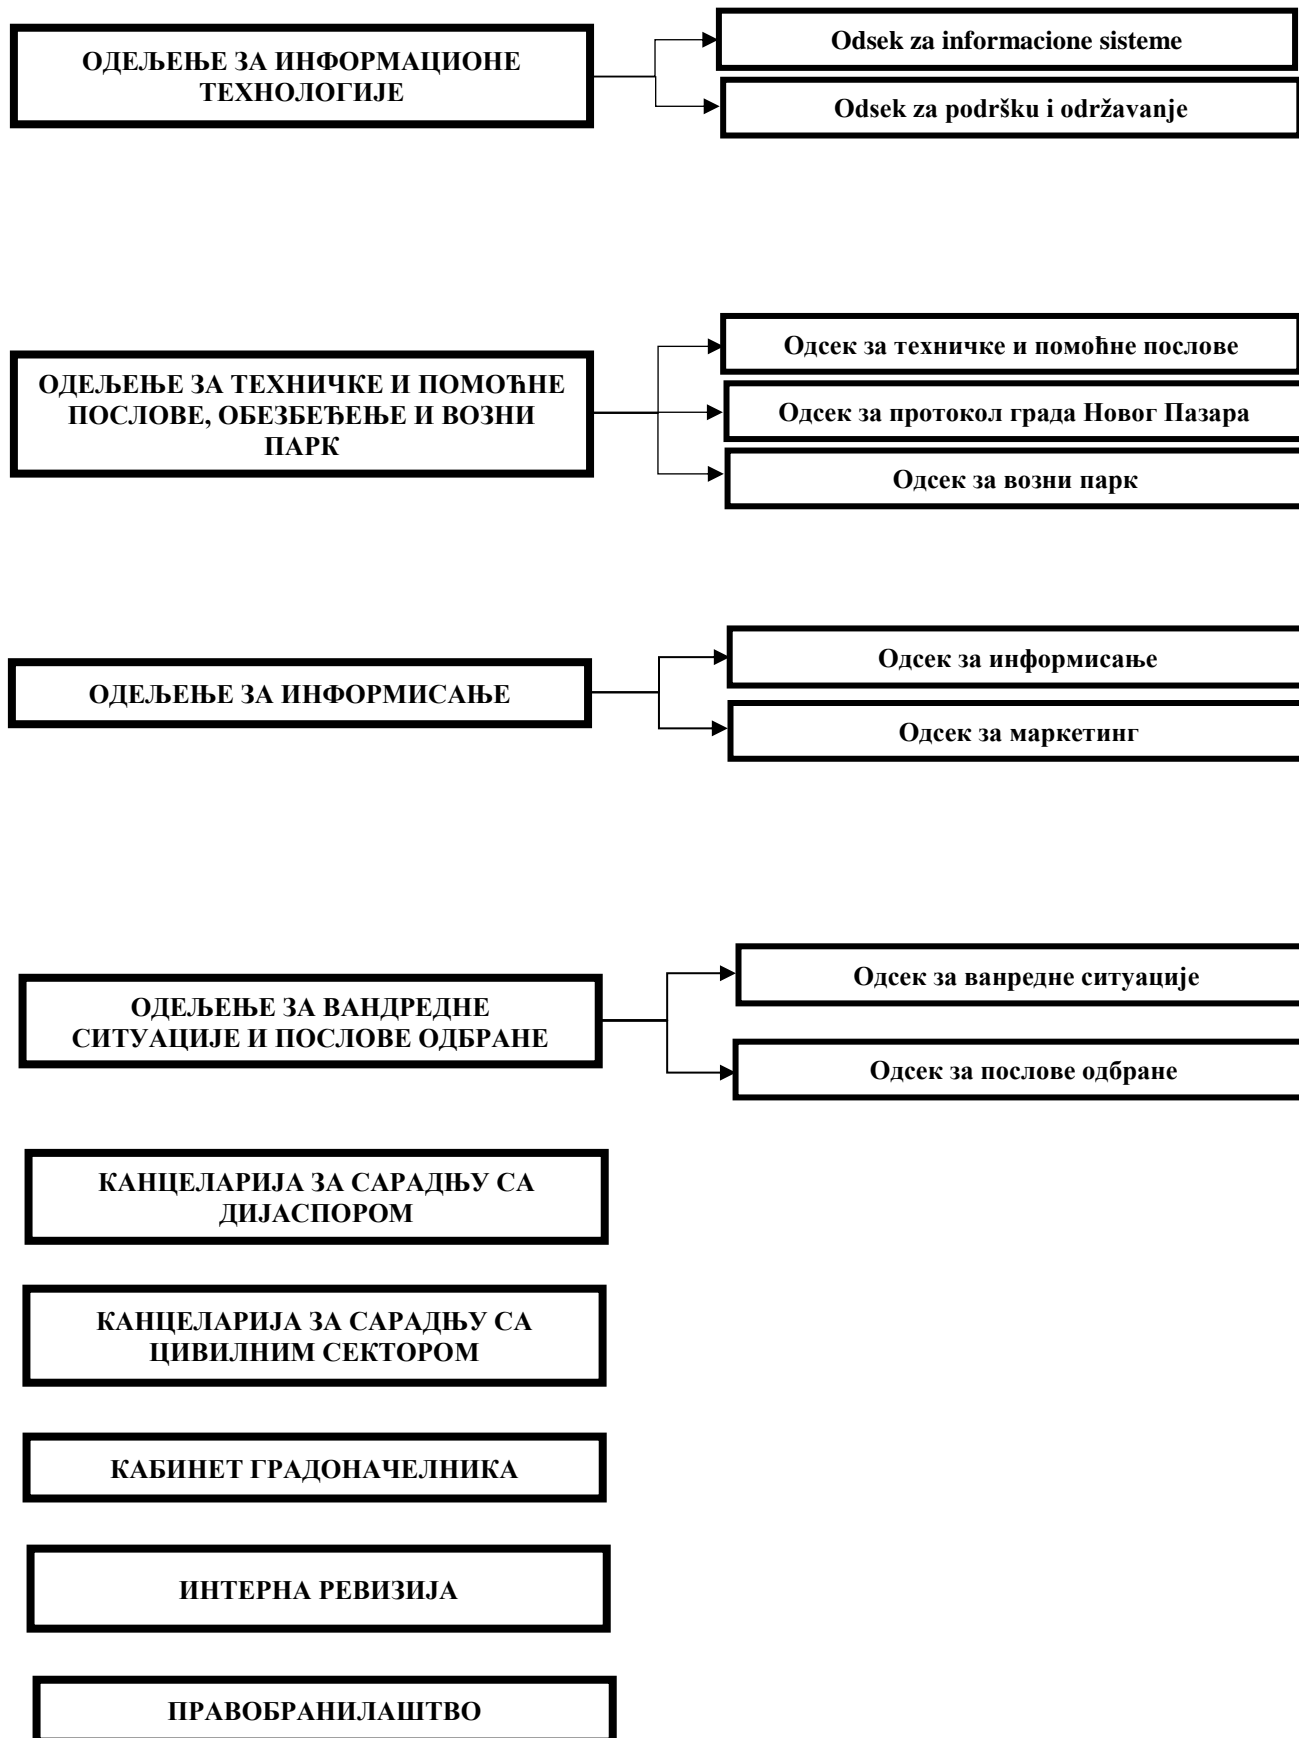 ОДЕЉЕЊЕ ЗА ИНФОРМАЦИОНЕ
ТЕХНОЛОГИЈЕ
Odsek za informacione sisteme
Odsek za podršku i održavanje
ОДЕЉЕЊЕ ЗА ТЕХНИЧКЕ И ПОМОЋНЕ
ПОСЛОВЕ, ОБЕЗБЕЂЕЊЕ И ВОЗНИ
ПАРК
Одсек за техничке и помоћне послове
Одсек за протокол града Новог Пазара
Одсек за возни парк
ОДЕЉЕЊЕ ЗА ИНФОРМИСАЊЕ
Одсек за информисање
Одсек за маркетинг
ОДЕЉЕЊЕ ЗА ВАНДРЕДНЕ
СИТУАЦИЈЕ И ПОСЛОВЕ ОДБРАНЕ
Одсек за ванредне ситуације
Одсек за послове одбране
КАНЦЕЛАРИЈА ЗА САРАДЊУ СА
ДИЈАСПОРОМ
КАНЦЕЛАРИЈА ЗА САРАДЊУ СА
ЦИВИЛНИМ СЕКТОРОМ
КАБИНЕТ ГРАДОНАЧЕЛНИКА
ИНТЕРНА РЕВИЗИЈА
ПРАВОБРАНИЛАШТВО